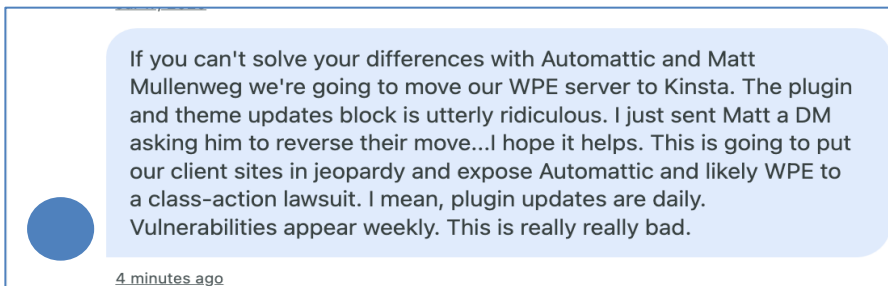 If you can't solve your differences with Automattic and Matt
Mullenweg we're going to move our WPE server to Kinsta. The plugin
and theme updates block is utterly ridiculous. I just sent Matt a DM
asking him to reverse their move...I hope it helps. This is going to put
our client sites in jeopardy and expose Automattic and likely WPE to
a class-action lawsuit. I mean, plugin updates are daily.
Vulnerabilities appear weekly. This is really really bad.
4 minutes ago